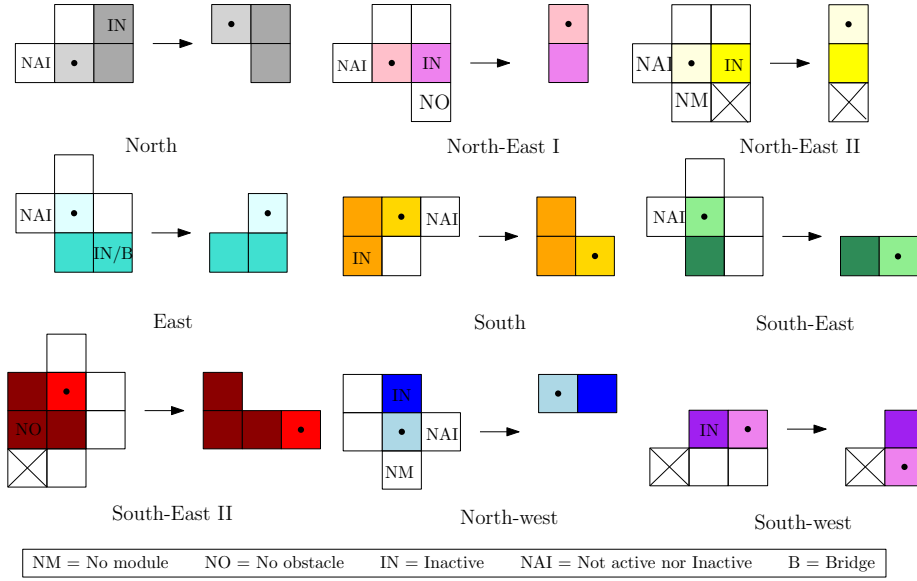 IN
NAI
North
NAI
IN
NO
North-East I
NAI
IN
NM
North-East II
NAI
IN/B
East
NAI
IN
South
NAI
South-East
NO
South-East II
IN
NAI
NM
North-west
IN
South-west
NM = No module NO = No obstacle IN = Inactive NAI = Not active nor Inactive B = Bridge